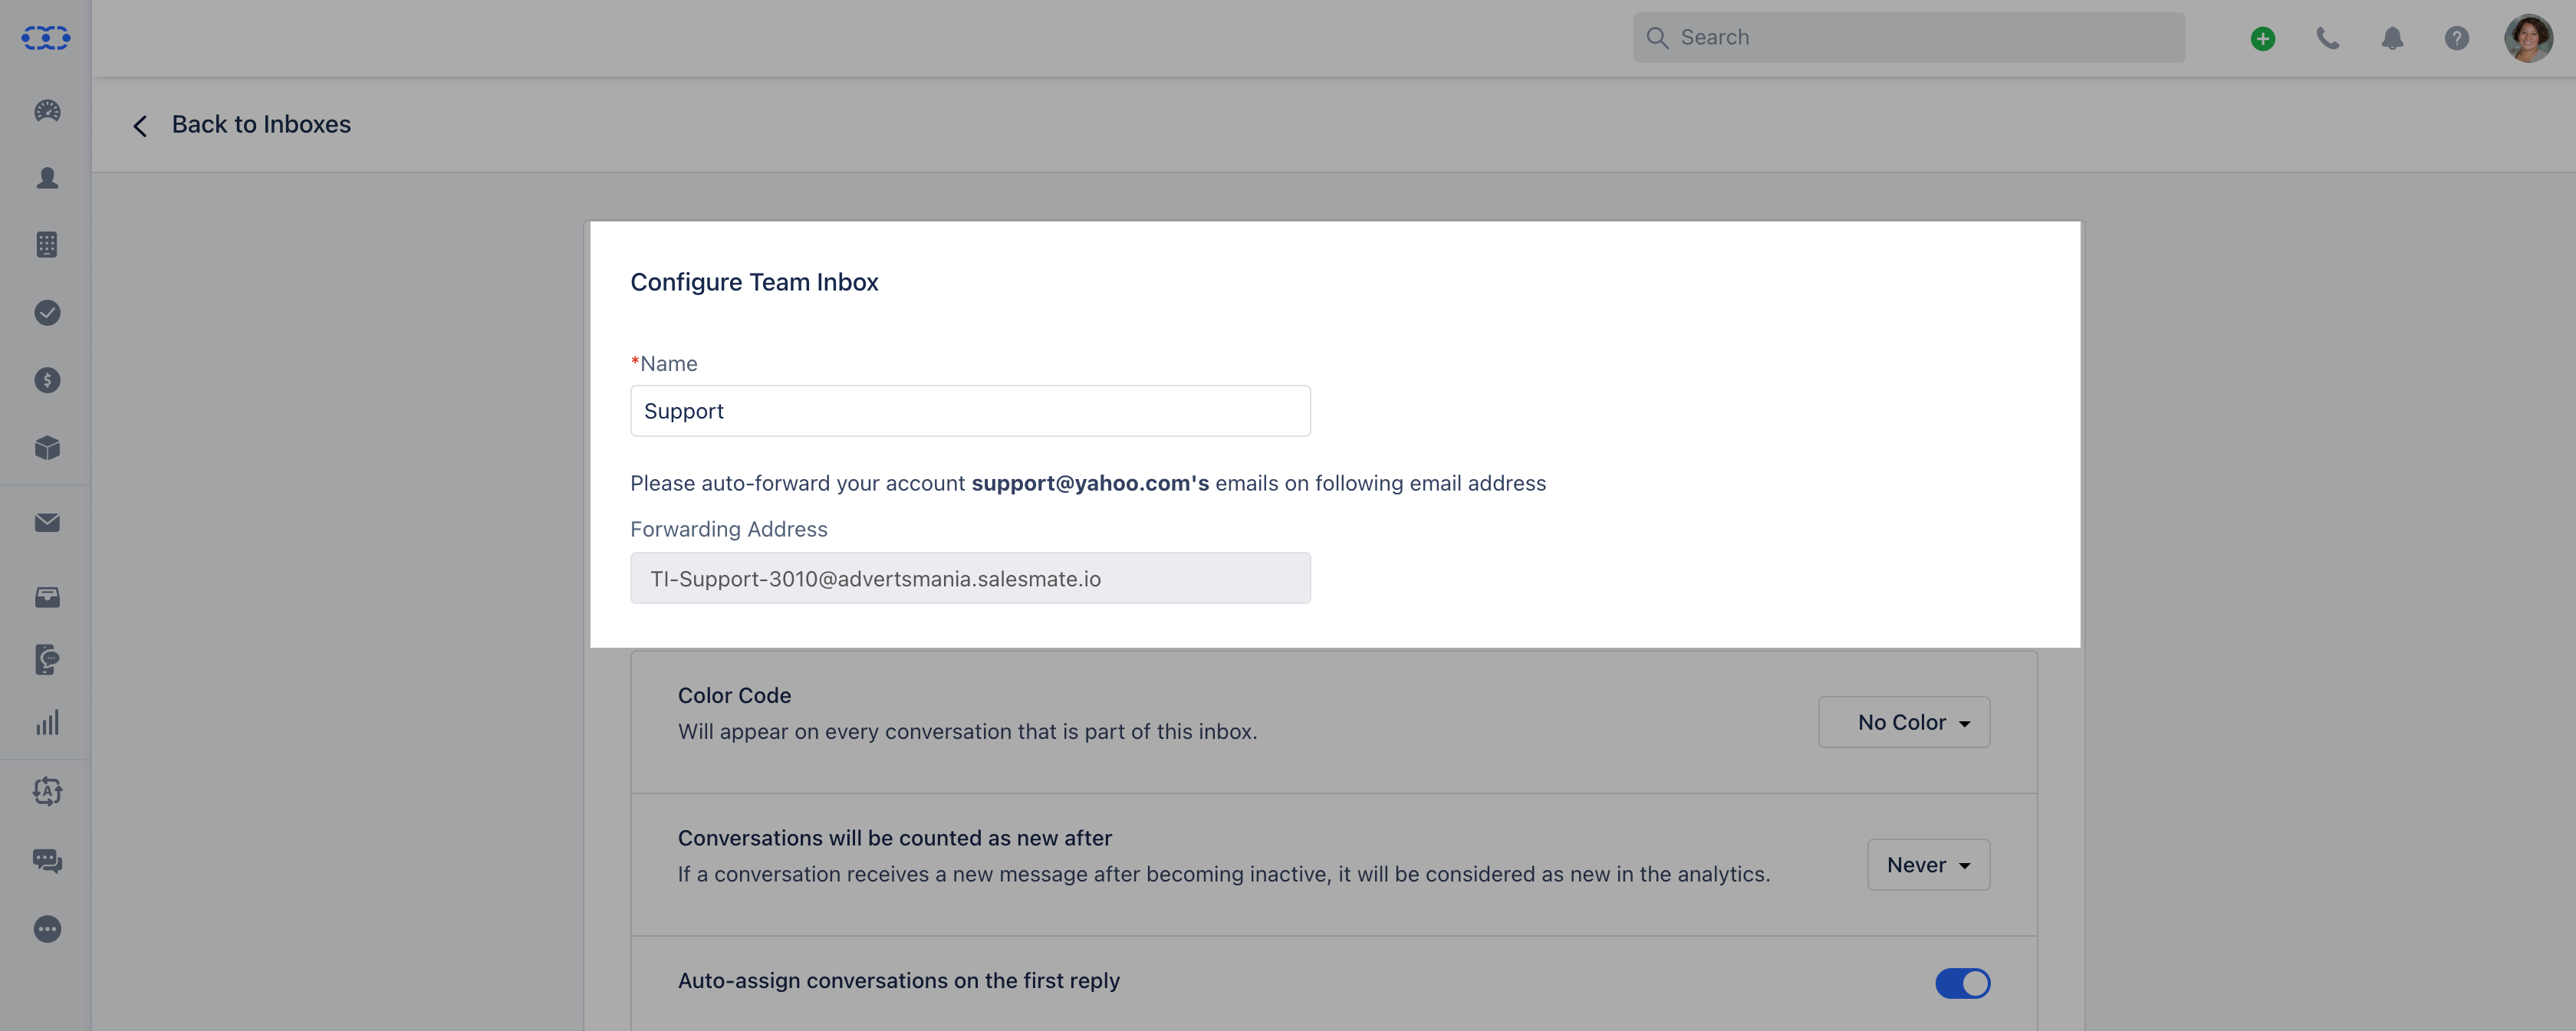 Search
Back to Inboxes
Configure Team Inbox
*Name
Support
Please auto-forward your account support@yahoo.com's emails on following email address
Forwarding Address
TI-Support-3010@advertsmania.salesmate.io
Color Code
Will appear on every conversation that is part of this inbox.
No Color
Conversations will be counted as new after
If a conversation receives a new message after becoming inactive, it will be considered as new in the analytics.
Never
Auto-assign conversations on the first reply